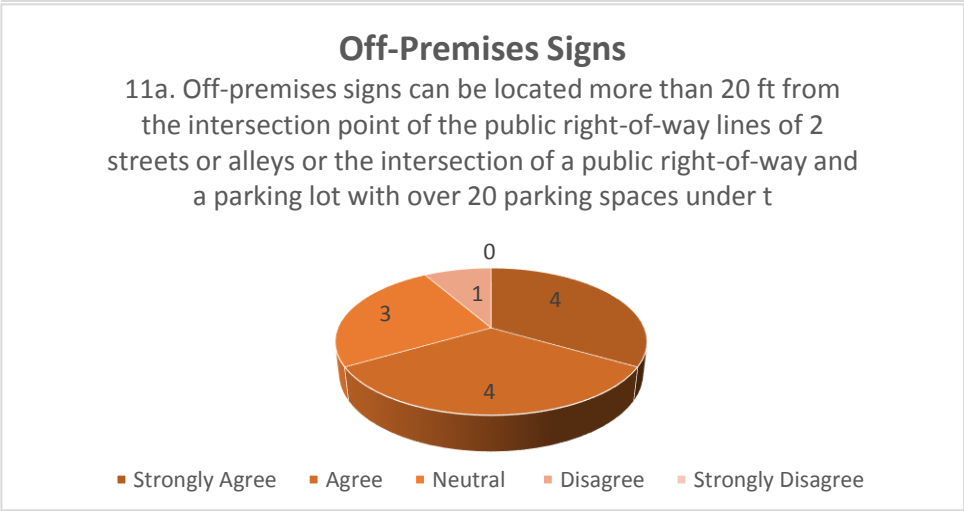 Off-Premises Signs
11a. Off-premises signs can be located more than 20 ft from
the intersection point of the public right-of-way lines of 2
streets or alleys or the intersection of a public right-of-way and
a parking lot with over 20 parking spaces under t
0
1
4
3
4
Strongly Agree Agree Neutral Disagree Strongly Disagree